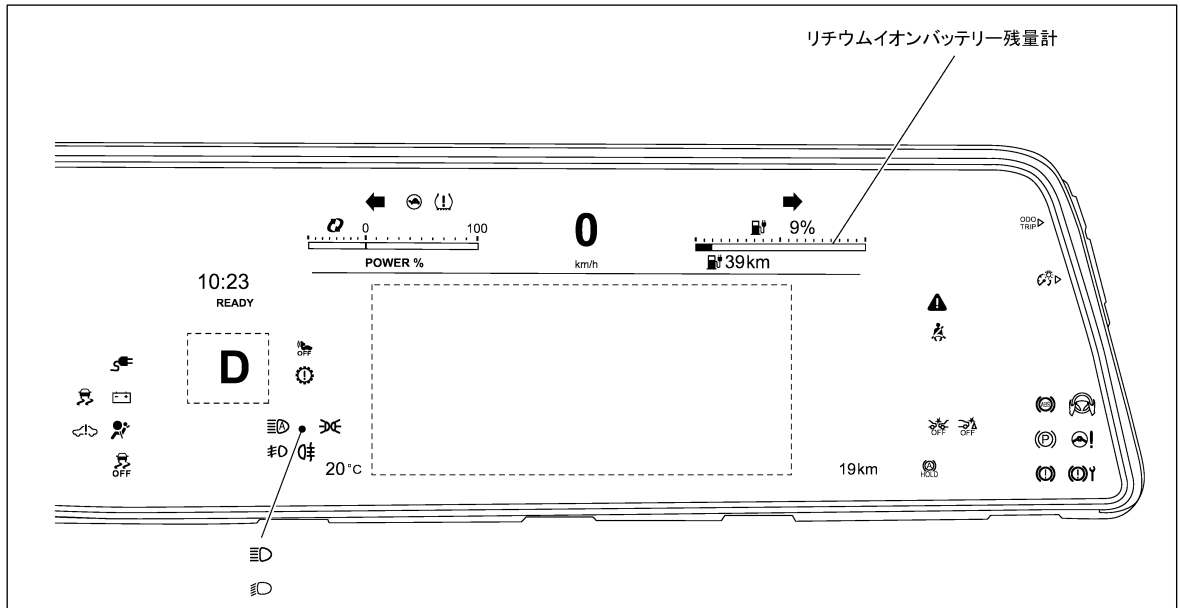 リチウムイオンバッテリー残量計
0 100
POWER %
0
km/h
9%
39km
ODO
TRIP
10:23
READY
D
OFF
A
OFF
20°C
19km
OFF OFF
A
HOLD
ABS
P